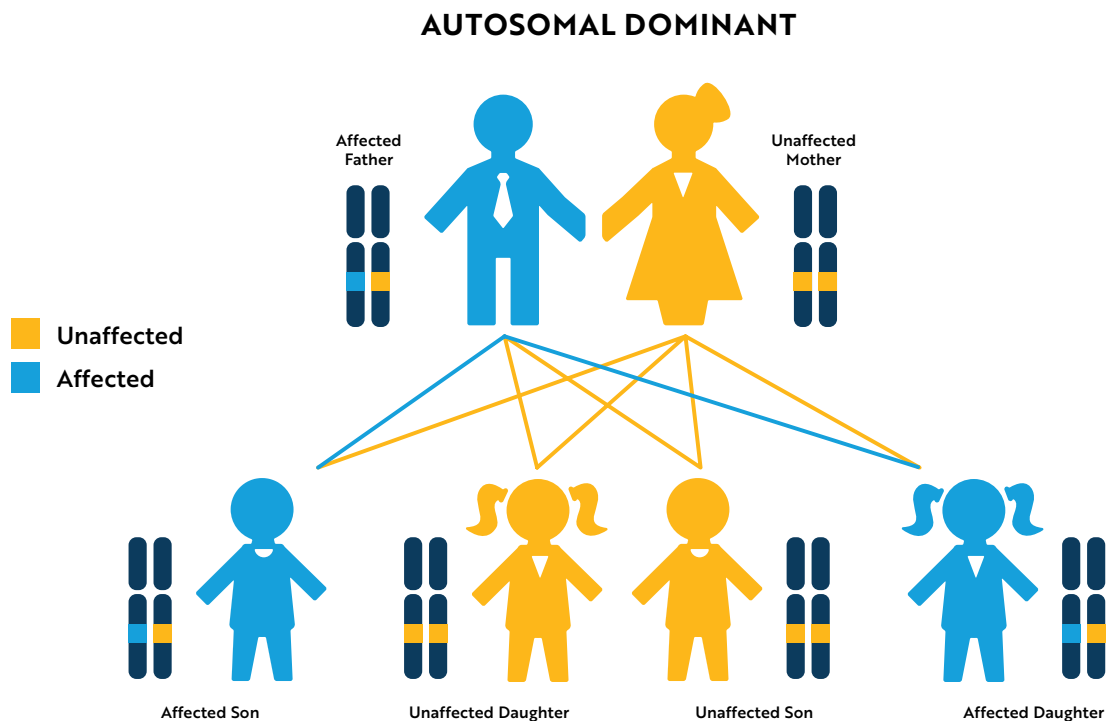 AUTOSOMAL DOMINANT
Affected
Father
Unaffected
Mother
Unaffected
Affected
Affected Son
Unaffected Daughter
Unaffected Son
Affected Daughter